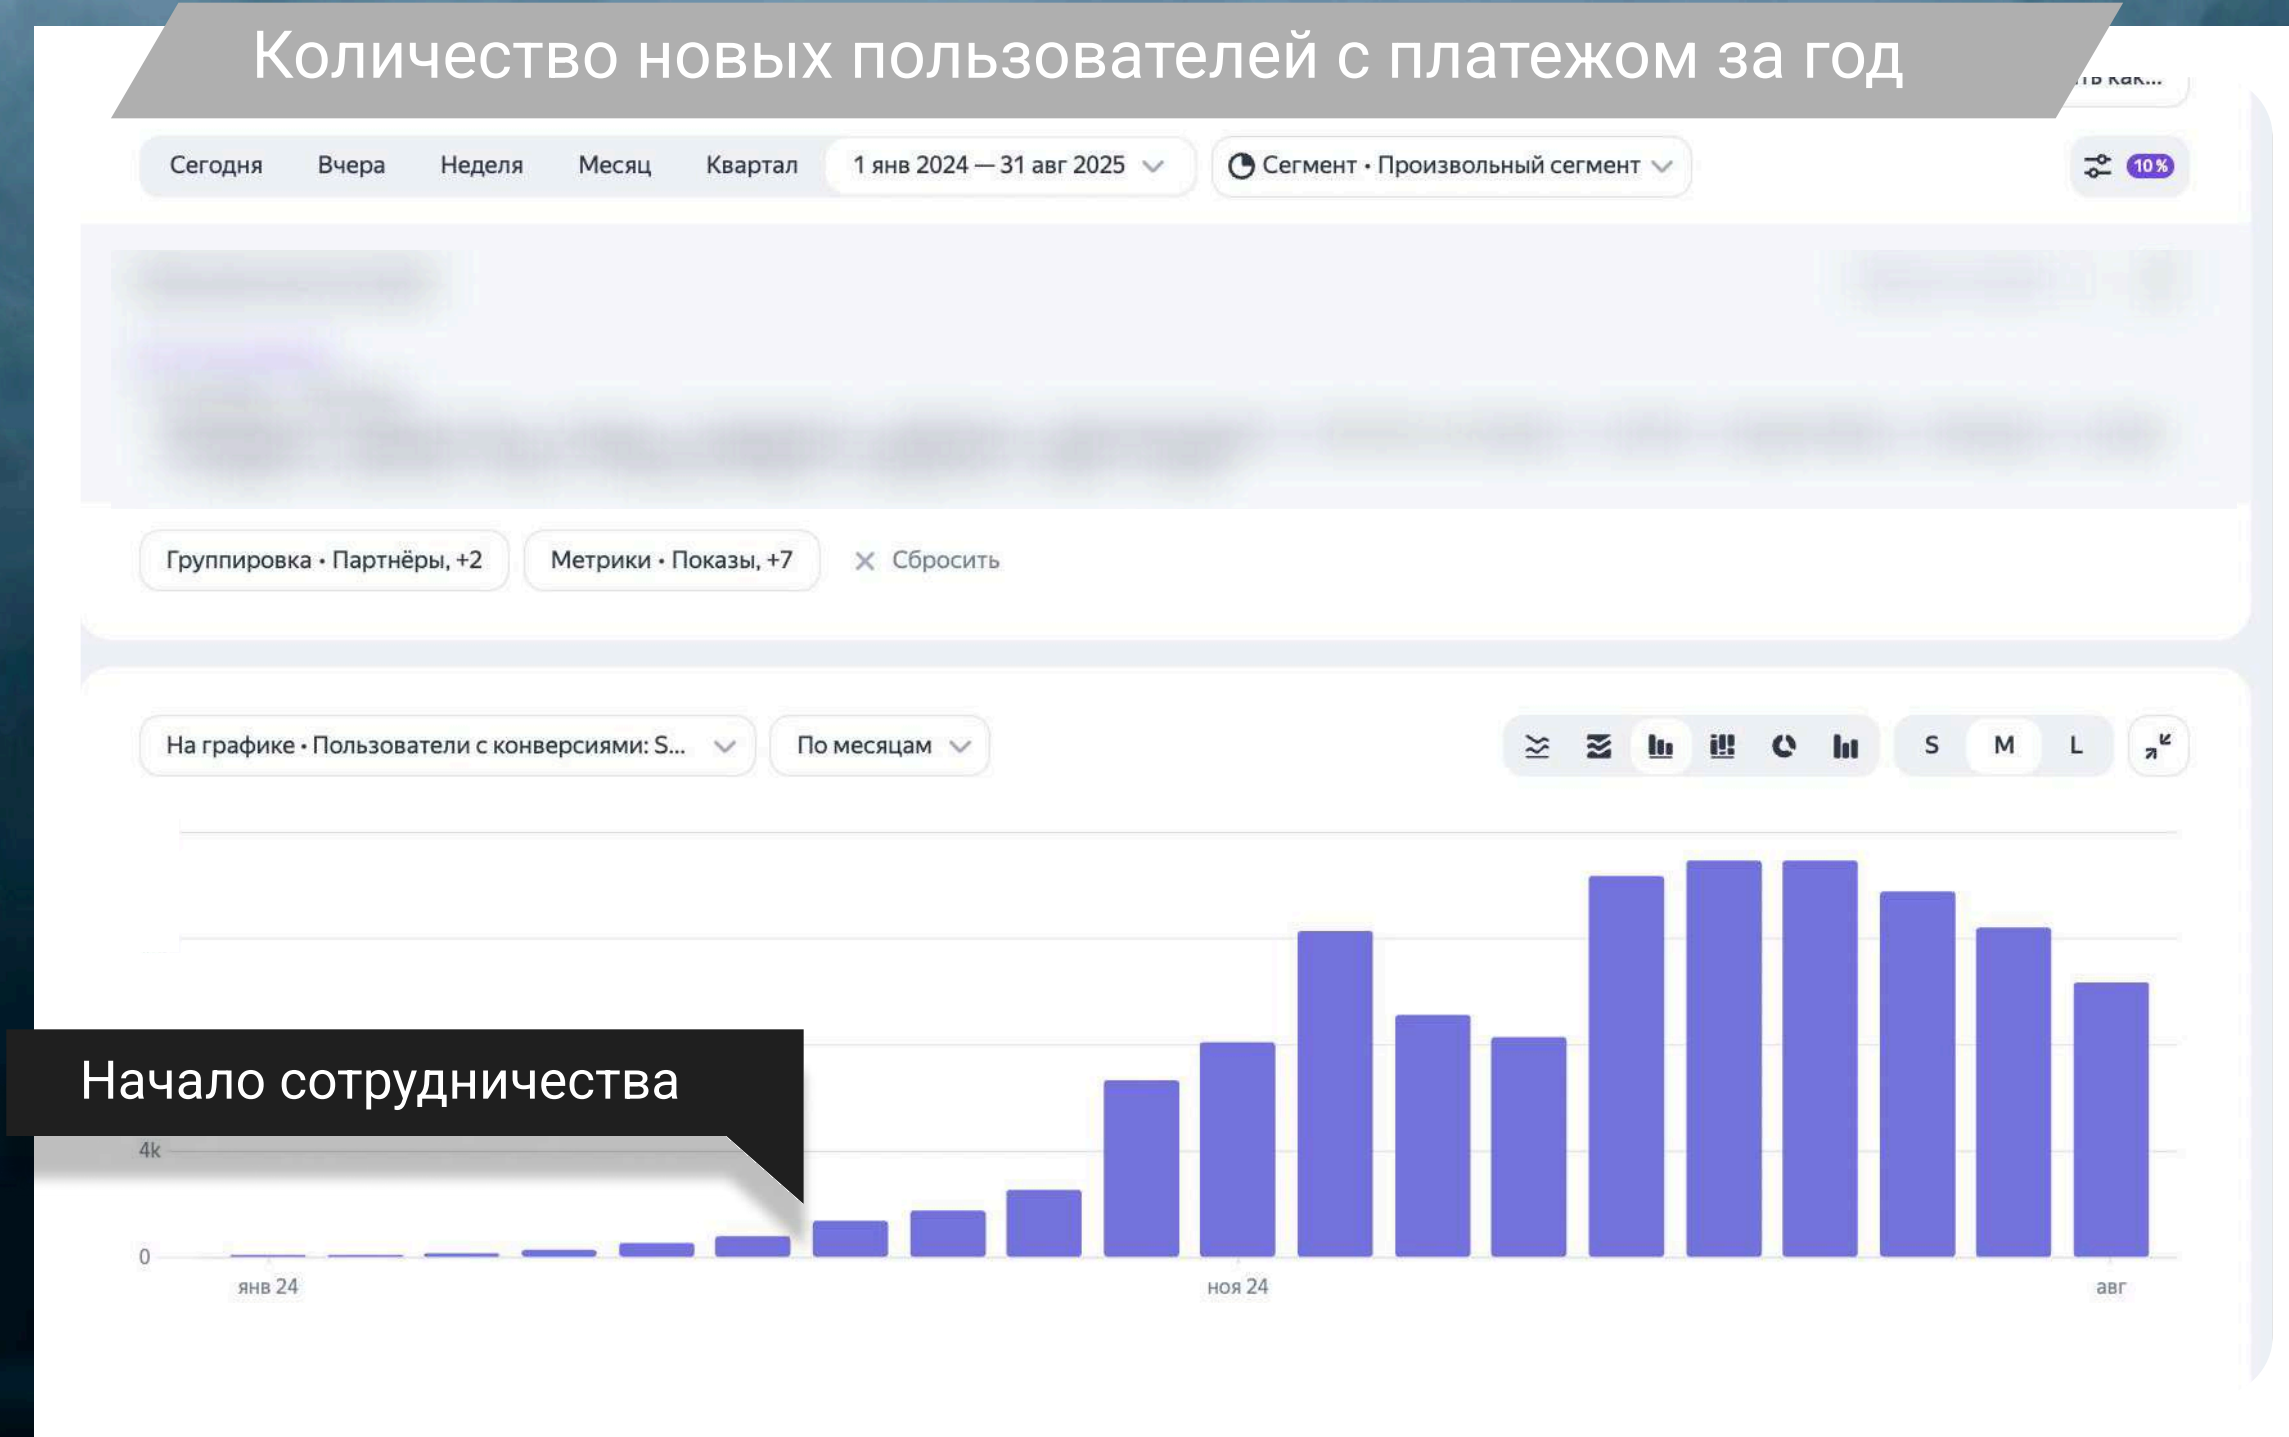 Количество новых пользователей с платежом за год
ть как...
Сегодня Вчера Неделя Месяц Квартал 1 янв 2024 — 31 авг 2025 Сегмент • Произвольный сегмент 10 %
Группировка • Партнёры, +2 Метрики • Показы, +7 Сбросить
На графике • Пользователи с конверсиями: S... По месяцам S M L
Начало сотрудничества
4k
0
янв 24 ноя 24 авг